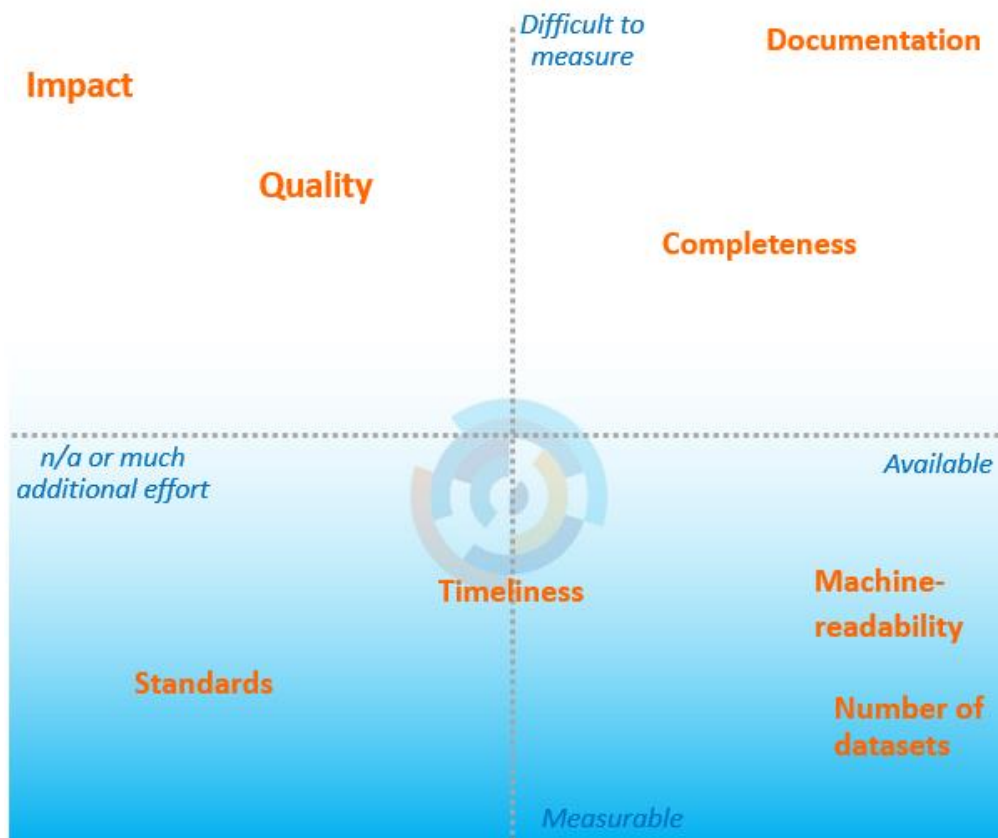 Difficult to
measure
Documentation
Impact
Quality
Completeness
n/a or much
additional effort
Available
Timeliness
Machine-
readability
Standards
Number of
datasets
Measurable